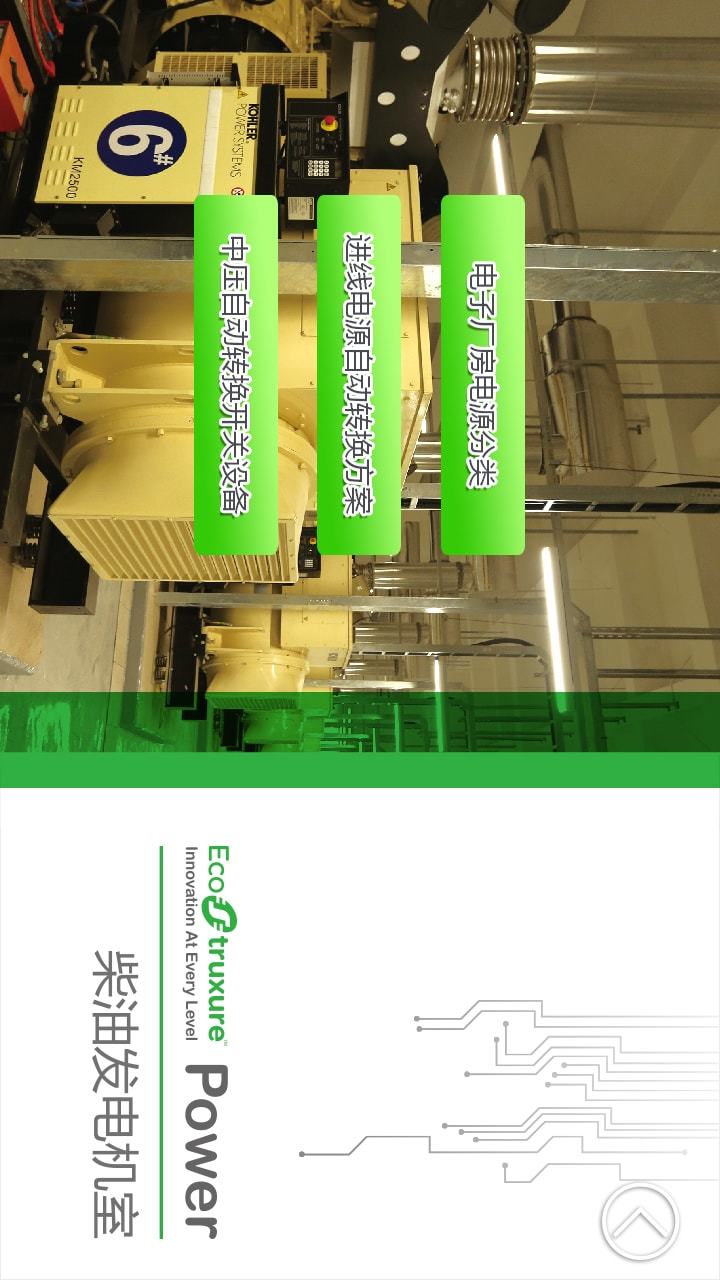 6#
KOHLER
POWER SYSTEMS
KM2500
电子厂房电源分类
进线电源自动转换方案
中压自动转换开关设备
EcoStruxure™ Power
Innovation At Every Level
柴油发电机室